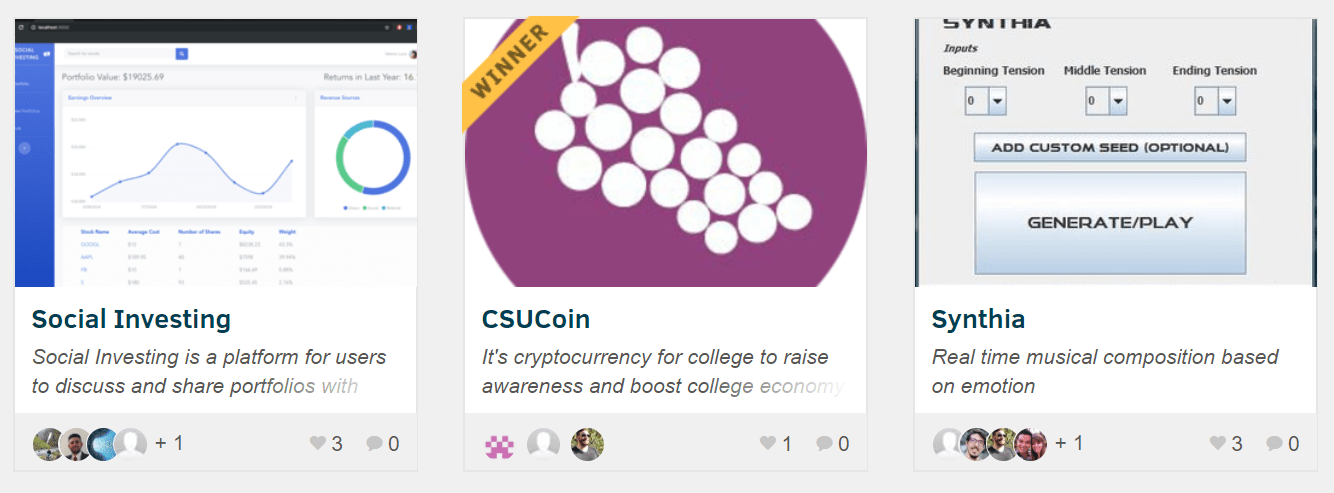 localhost
SOCIAL
INVESTING
Search for stocks
Portfolio Value: $19025.69
Returns in Last Year: 16.
Earnings Overview
Revenue Sources
Stock Name Average Cost Number of Shares Equity Weight
GOOGL
AAPL
FB
WINNER
SYNTHIA
Inputs
Beginning Tension Middle Tension Ending Tension
0 0 0
ADD CUSTOM SEED (OPTIONAL)
GENERATE/PLAY
Social Investing
Social Investing is a platform for users
to discuss and share portfolios with
+ 1 3 0
CSUCoin
It's cryptocurrency for college to raise
awareness and boost college economy
1 0
Synthia
Real time musical composition based
on emotion
+ 1 3 0